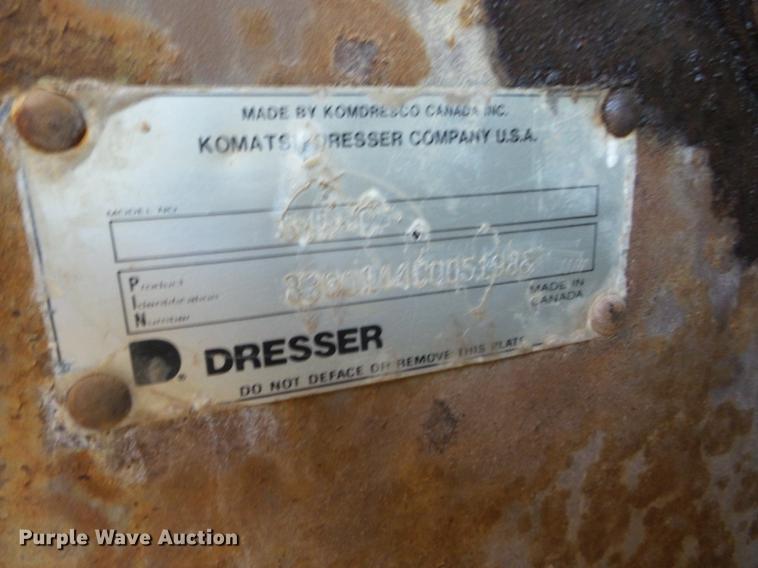 MADE BY KOMDRESCO CANADA INC.
KOMATSU DRESSER COMPANY U.S.A.
MODEL NO
Product
Identification
Number
MADE IN
CANADA
D. DRESSER
DO NOT DEFACE OR REMOVE THIS PLATE
Purple Wave Auction